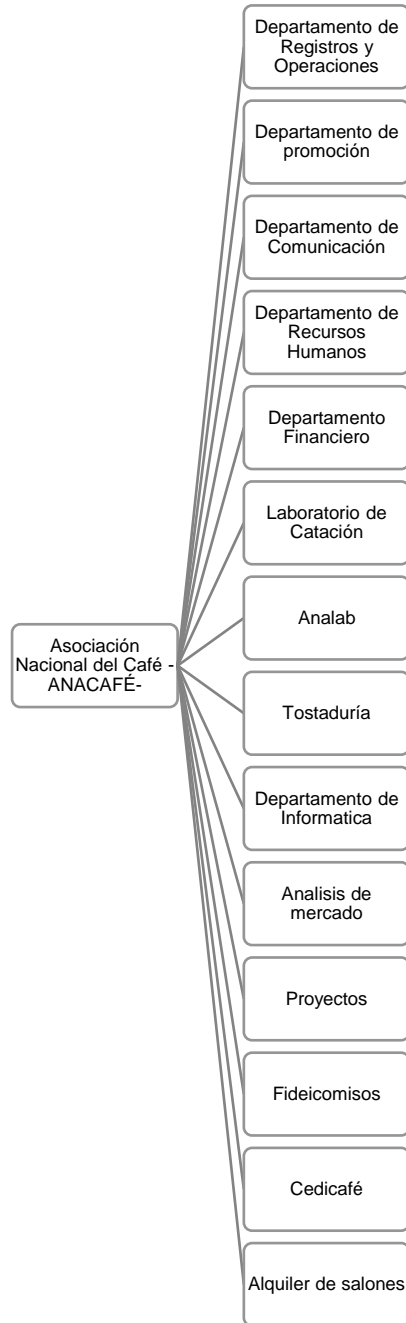 Departamento de
Registros y
Operaciones
Departamento de
promoción
Departamento de
Comunicación
Departamento de
Recursos
Humanos
Departamento
Financiero
Laboratorio de
Catación
Analab
Asociación
Nacional del Café -
ANACAFÉ-
Tostaduría
Departamento de
Informatica
Analisis de
mercado
Proyectos
Fideicomisos
Cedicafé
Alquiler de salones